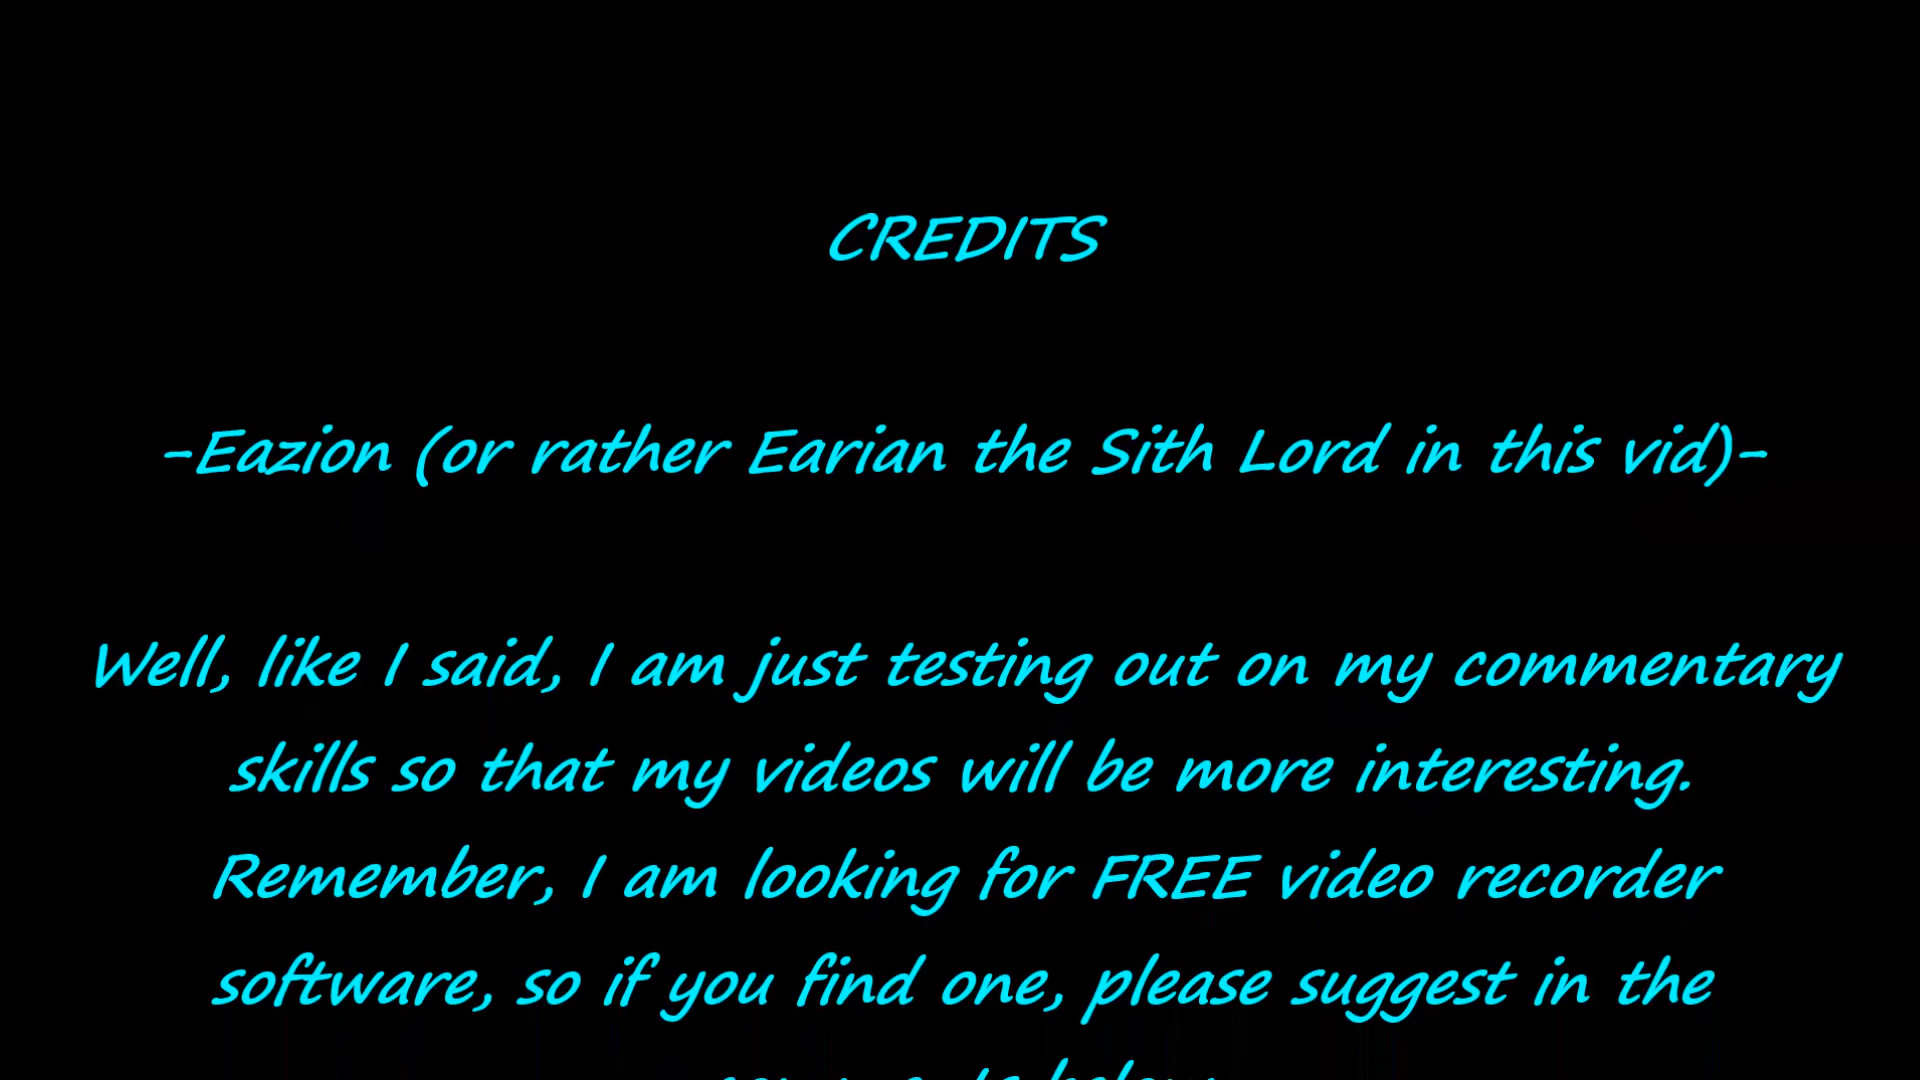 CREDITS
-Eazion (or rather Earian the Sith Lord in this vid)-
Well, like I said, I am just testing out on my commentary
skills so that my videos will be more interesting.
Remember, I am looking for FREE video recorder
software, so if you find one, please suggest in the